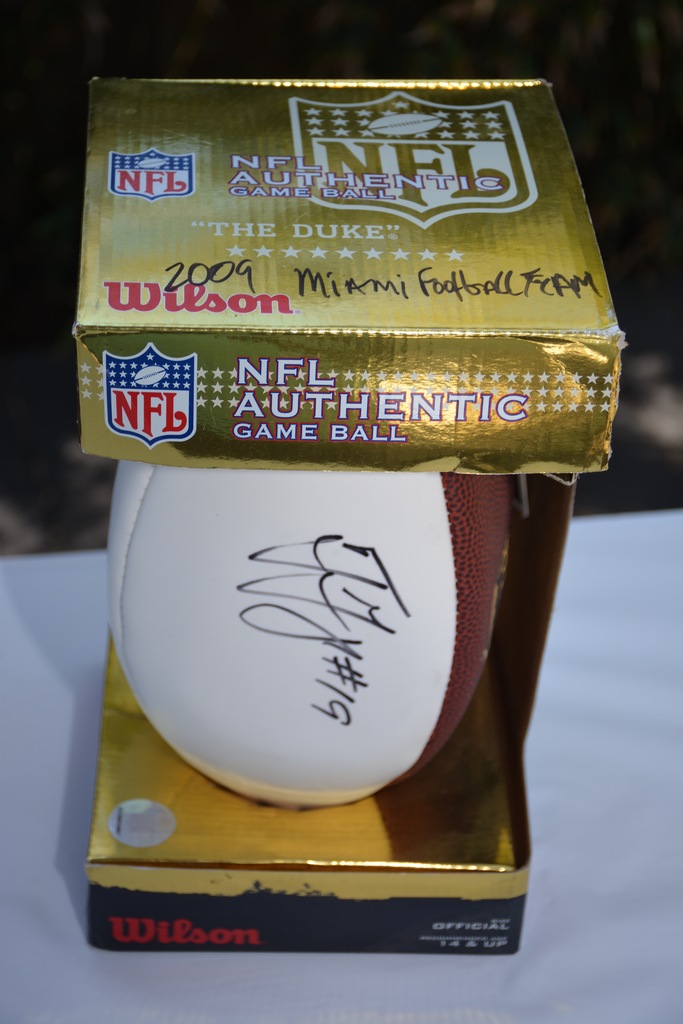 NFL
NFL
NFL
AUTHENTIC
GAME BALL
"THE DUKE"®
2009 Miami Football Team
Wilson
NFL
NFL
AUTHENTIC
GAME BALL
#19
Wilson
OFFICIAL
14 & UP